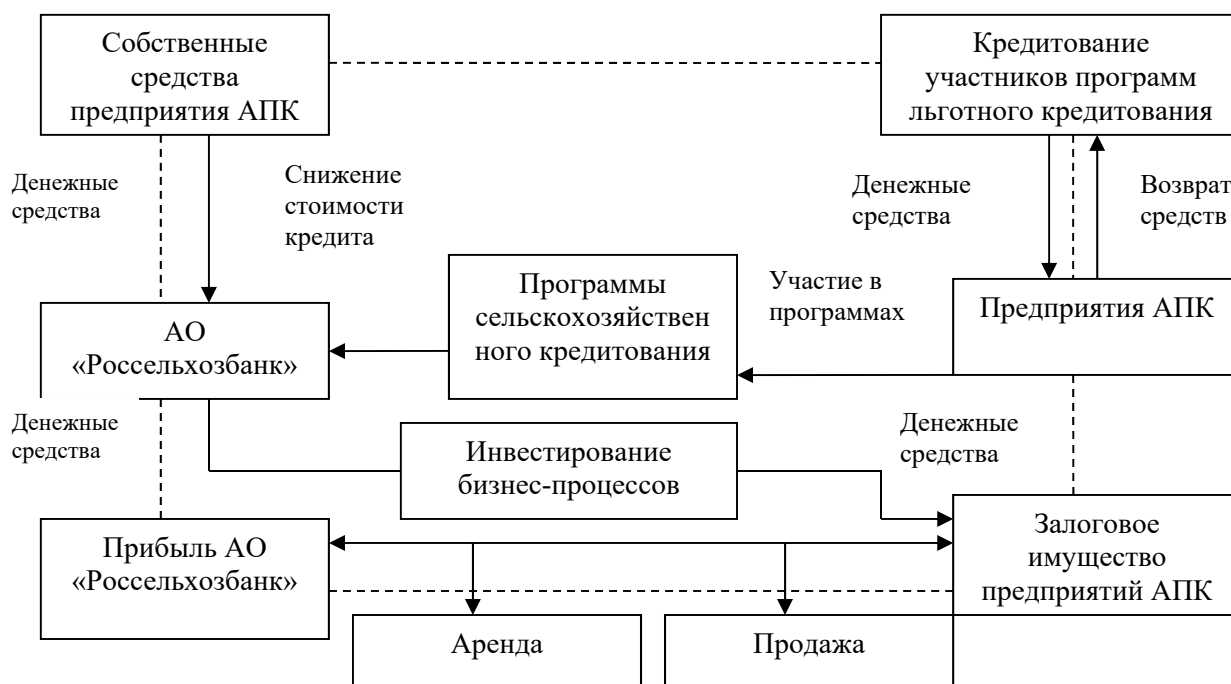 Собственные
средства
предприятия АПК
Кредитование
участников программ
льготного кредитования
Денежные
средства
Снижение
стоимости
кредита
Денежные
средства
Возврат
средств
Программы
сельскохозяйствен
ного кредитования
Участие в
программах
Предприятия АПК
АО
«Россельхозбанк»
Денежные
средства
Инвестирование
бизнес-процессов
Денежные
средства
Прибыль АО
«Россельхозбанк»
Залоговое
имущество
предприятий АПК
Аренда
Продажа